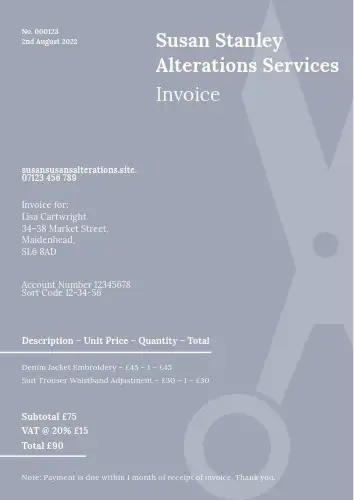 No. 000123
2nd August 2022
Susan Stanley
Alterations Services
Invoice
susansusansalterations.site.
07123 456 789
Invoice for:
Lisa Cartwright
34–38 Market Street,
Maidenhead,
SL6 8AD
Account Number 12345678
Sort Code 12-34-56
Description – Unit Price – Quantity – Total
Denim Jacket Embroidery – £45 – 1 – £45
Suit Trouser Waistband Adjustment – £30 – 1 – £30
Subtotal £75
VAT @ 20% £15
Total £90
Note: Payment is due within 1 month of receipt of invoice. Thank you.